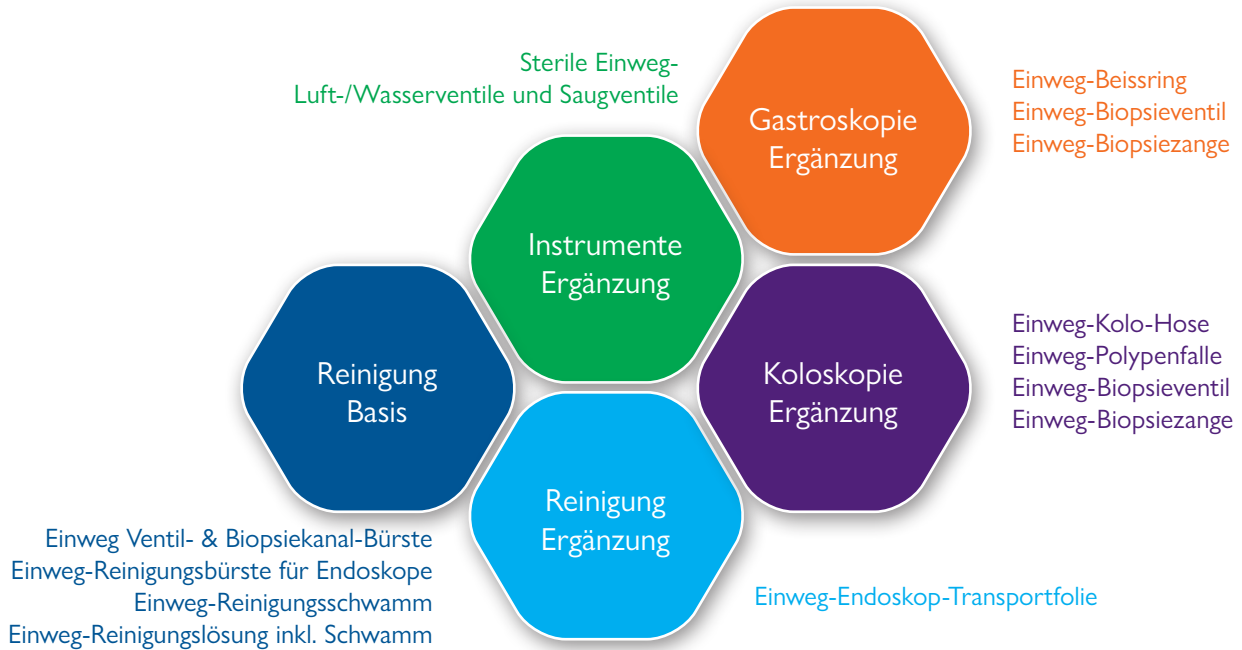 Sterile Einweg-
Luft-/Wasserventile und Saugventile
Gastroskopie
Ergänzung
Einweg-Beissring
Einweg-Biopsieventil
Einweg-Biopsiezange
Instrumente
Ergänzung
Reinigung
Basis
Koloskopie
Ergänzung
Einweg-Kolo-Hose
Einweg-Polypenfalle
Einweg-Biopsieventil
Einweg-Biopsiezange
Reinigung
Ergänzung
Einweg Ventil- & Biopsiekanal-Bürste
Einweg-Reinigungsbürste für Endoskope
Einweg-Reinigungsschwamm
Einweg-Reinigungslösung inkl. Schwamm
Einweg-Endoskop-Transportfolie